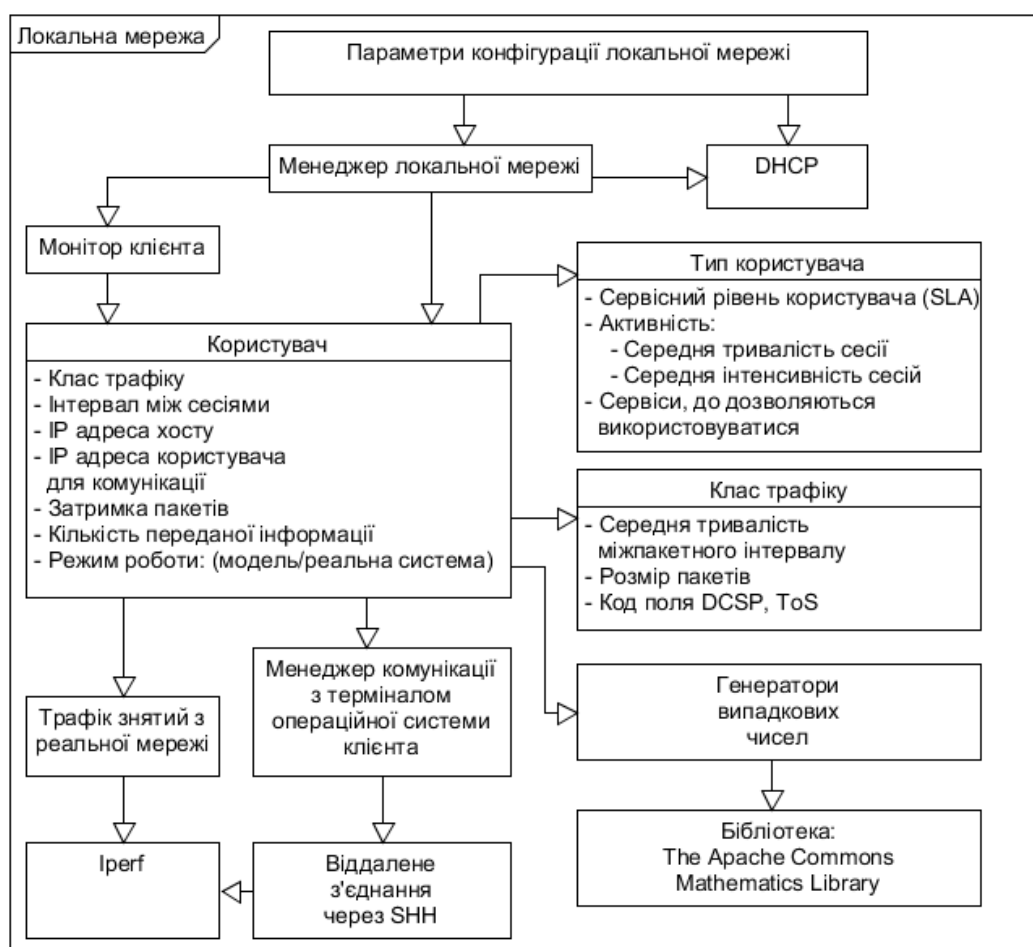 Локальна мережа
Параметри конфігурації локальної мережі
Менеджер локальної мережі
DHCP
Монітор клієнта
Тип користувача
- Сервісний рівень користувача (SLA)
- Активність:
- Середня тривалість сесії
- Середня інтенсивність сесій
- Сервіси, до дозволяються
використовуватися
Користувач
- Клас трафіку
- Інтервал між сесіями
- IP адреса хосту
- IP адреса користувача
для комунікації
- Затримка пакетів
- Кількість переданої інформації
- Режим роботи: (модель/реальна система)
Клас трафіку
- Середня тривалість
міжпакетного інтервалу
- Розмір пакетів
- Код поля DCSP, ToS
Трафік знятий з
реальної мережі
Менеджер комунікації
з терміналом
операційної системи
клієнта
Генератори
випадкових
чисел
Iperf
Віддалене
з'єднання
через SHH
Бібліотека:
The Apache Commons
Mathematics Library